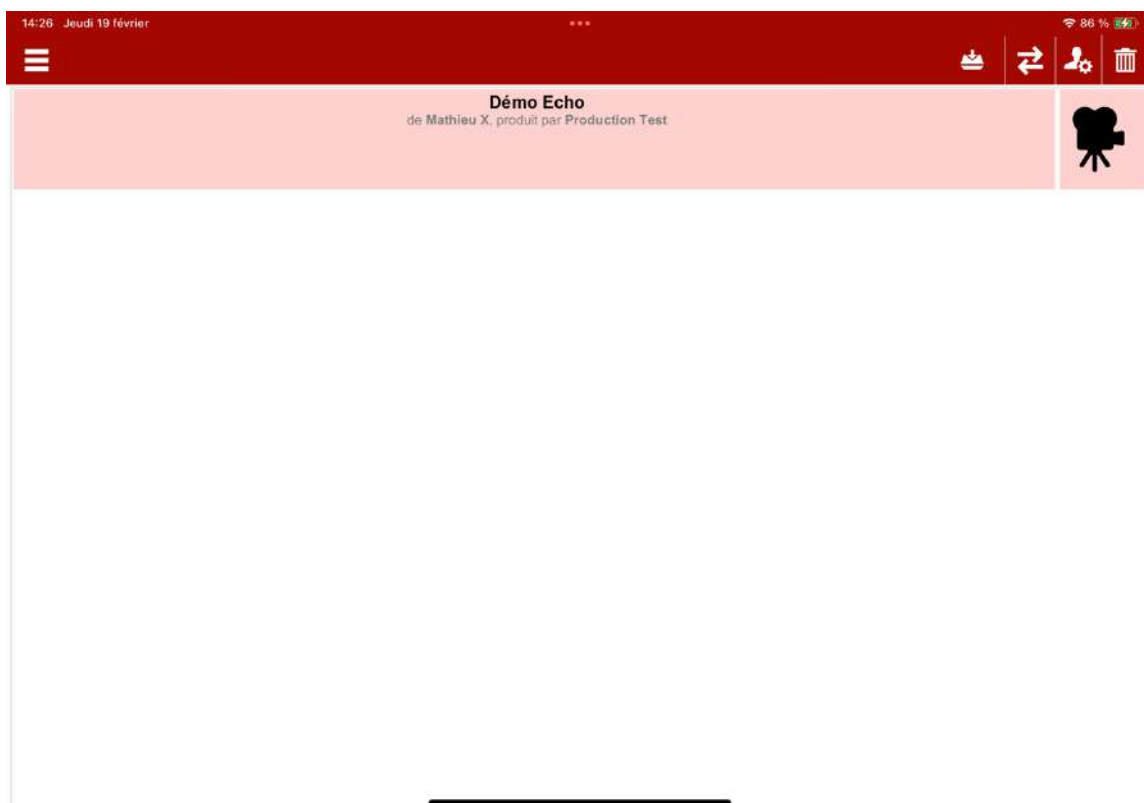 14:26 Jeudi 19 février
86 %
Démo Echo
de Mathieu X, produit par Production Test